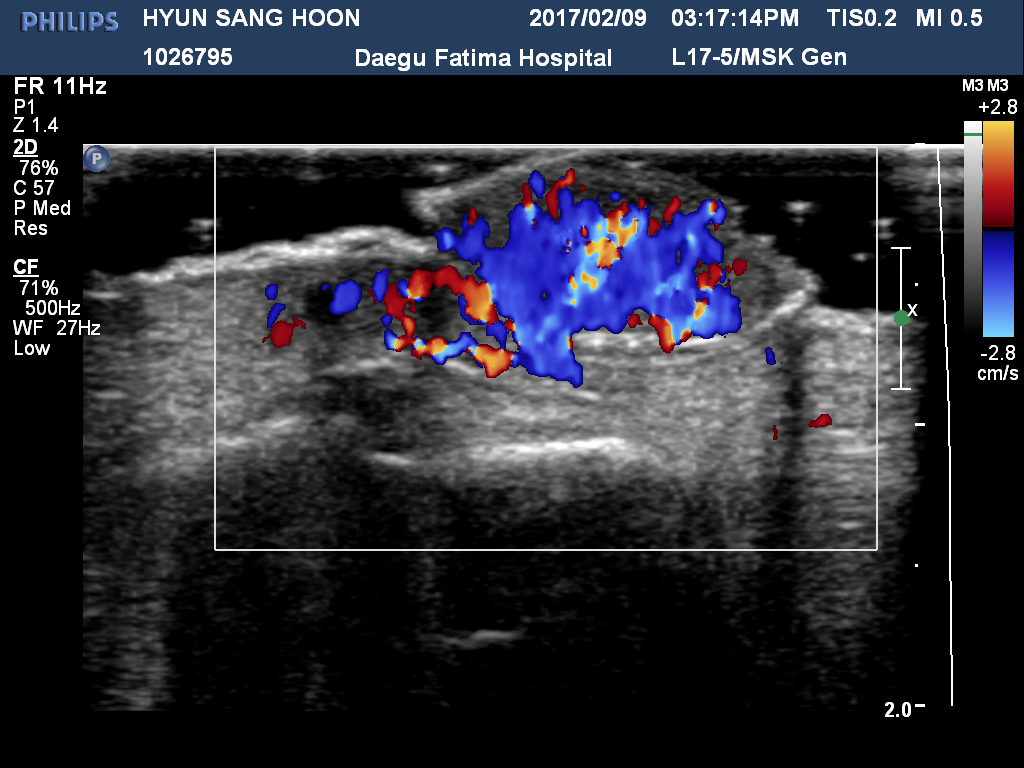 PHILIPS HYUN SANG HOON 2017/02/09 03:17:14PM TIS0.2 MI 0.5
1026795 Daegu Fatima Hospital L17-5/MSK Gen
FR 11Hz
P1
Z 1.4
2D
76%
C 57
P Med
Res
CF
71%
500Hz
WF 27Hz
Low
P
M3 M3
+2.8
x
-2.8
cm/s
2.0